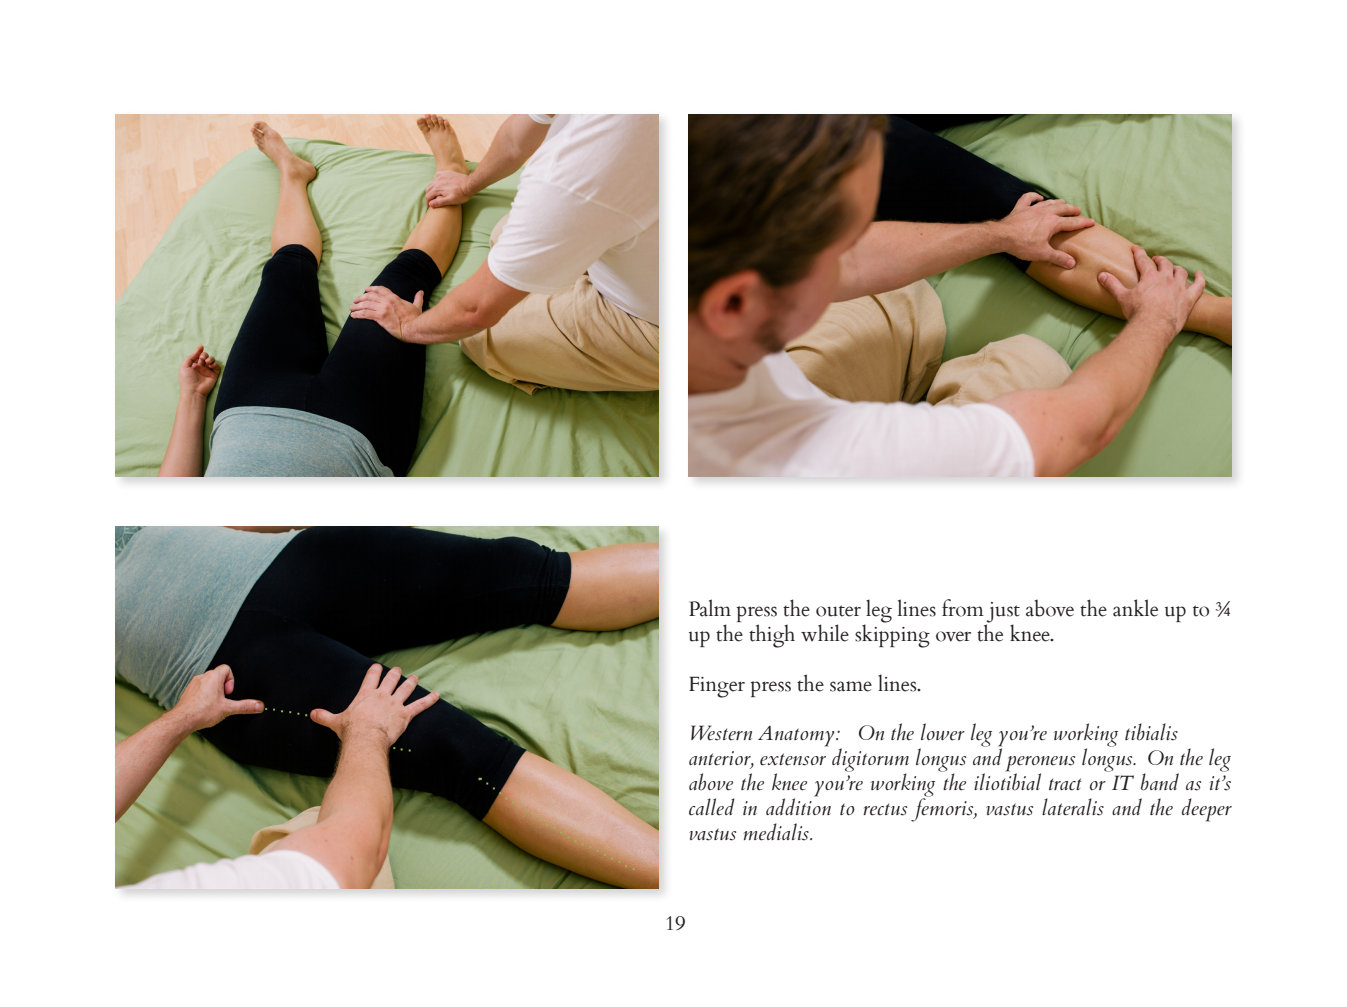 Palm press the outer leg lines from just above the ankle up to ¾
up the thigh while skipping over the knee.
Finger press the same lines.
Western Anatomy: On the lower leg you're working tibialis
anterior, extensor digitorum longus and peroneus longus. On the leg
above the knee you're working the iliotibial tract or IT band as it's
called in addition to rectus femoris, vastus lateralis and the deeper
vastus medialis.
19